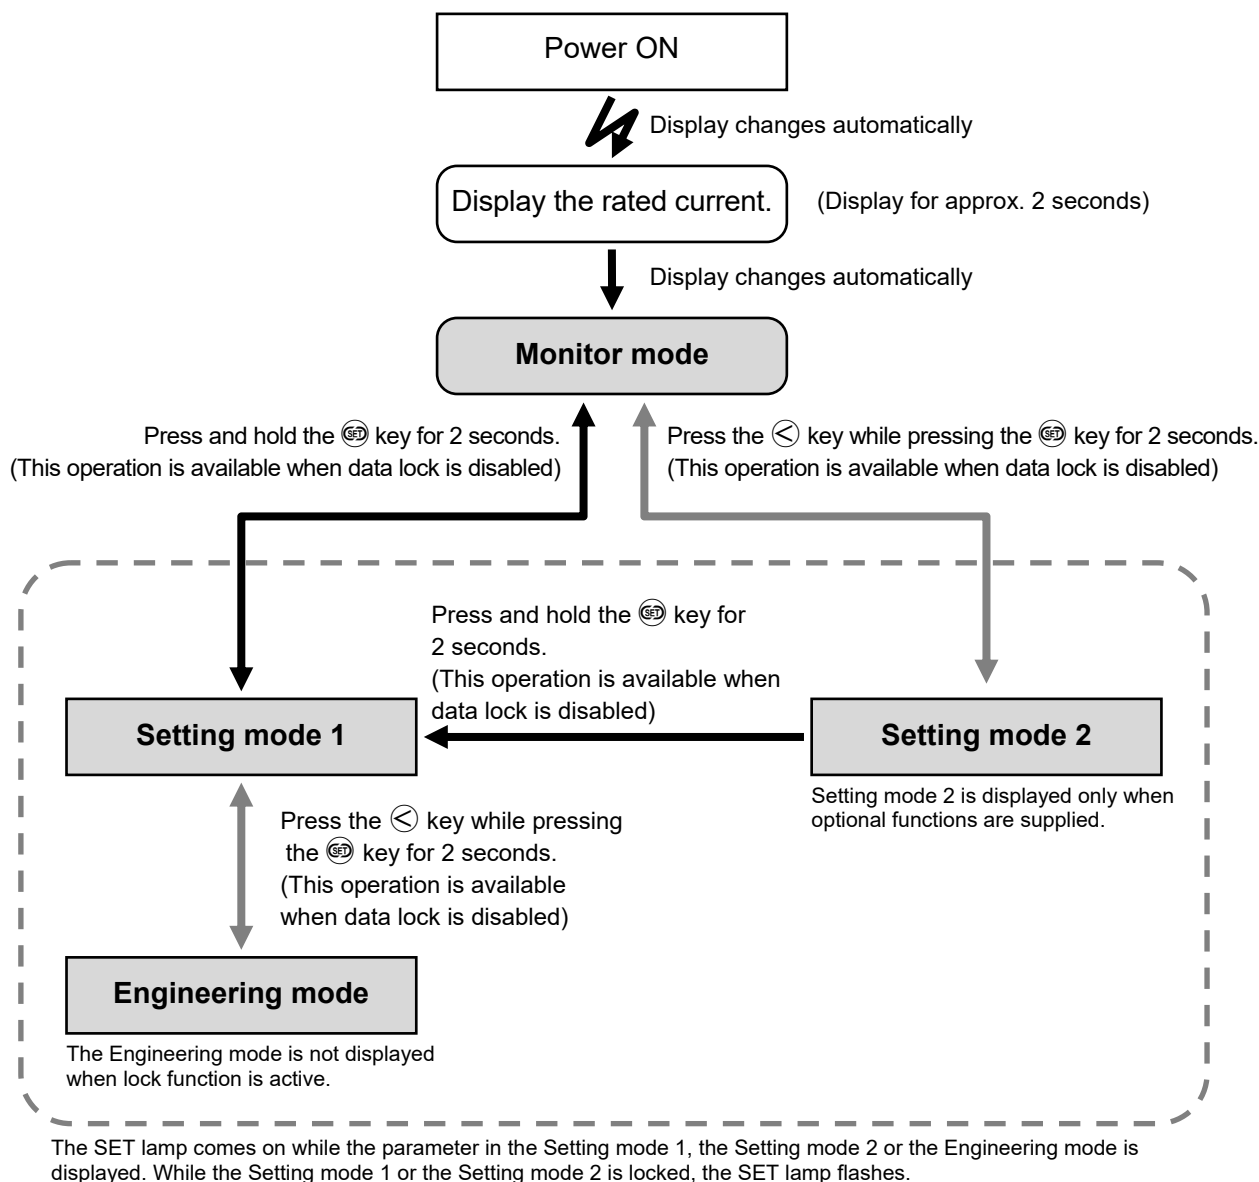 Power ON
Display changes automatically
Display the rated current.
(Display for approx. 2 seconds)
Display changes automatically
Monitor mode
Press and hold the SET key for 2 seconds.
(This operation is available when data lock is disabled)
Press the < key while pressing the SET key for 2 seconds.
(This operation is available when data lock is disabled)
Press and hold the SET key for
2 seconds.
(This operation is available when
data lock is disabled)
Setting mode 1
Setting mode 2
Setting mode 2 is displayed only when
optional functions are supplied.
Press the < key while pressing
the SET key for 2 seconds.
(This operation is available
when data lock is disabled)
Engineering mode
The Engineering mode is not displayed
when lock function is active.
The SET lamp comes on while the parameter in the Setting mode 1, the Setting mode 2 or the Engineering mode is
displayed. While the Setting mode 1 or the Setting mode 2 is locked, the SET lamp flashes.